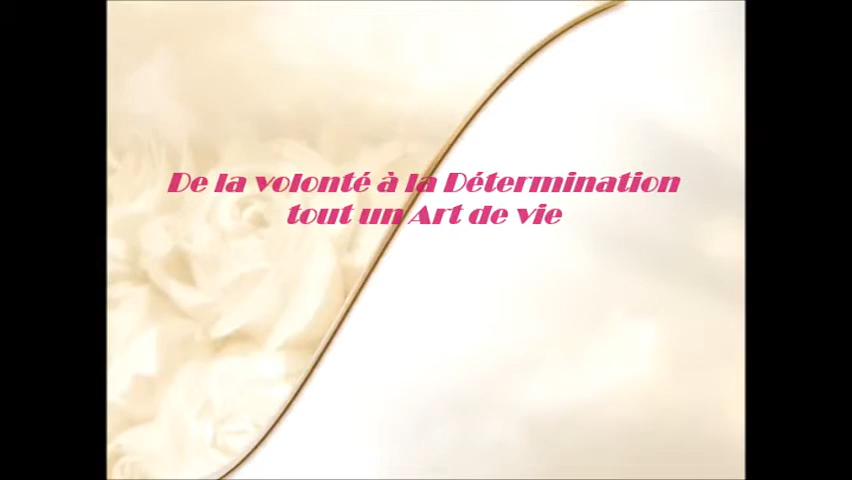 De la volonté à la Détermination
tout un Art de vie